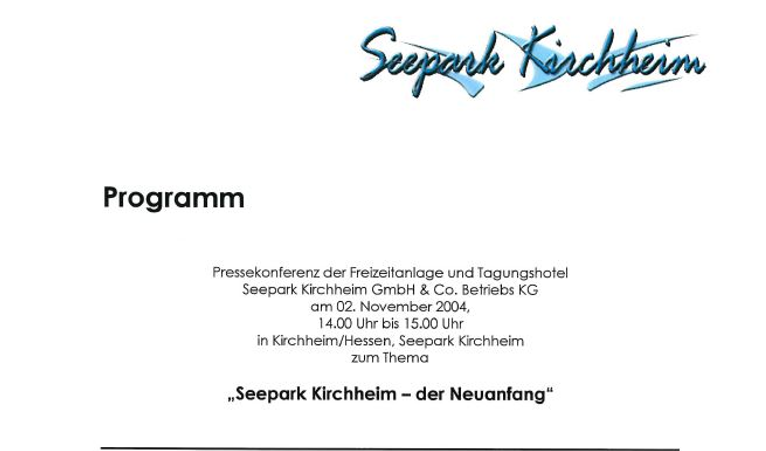 Seepark Kirchheim
Programm
Pressekonferenz der Freizeitanlage und Tagungshotel
Seepark Kirchheim GmbH & Co. Betriebs KG
am 02. November 2004,
14.00 Uhr bis 15.00 Uhr
in Kirchheim/Hessen, Seepark Kirchheim
zum Thema
„Seepark Kirchheim – der Neuanfang“